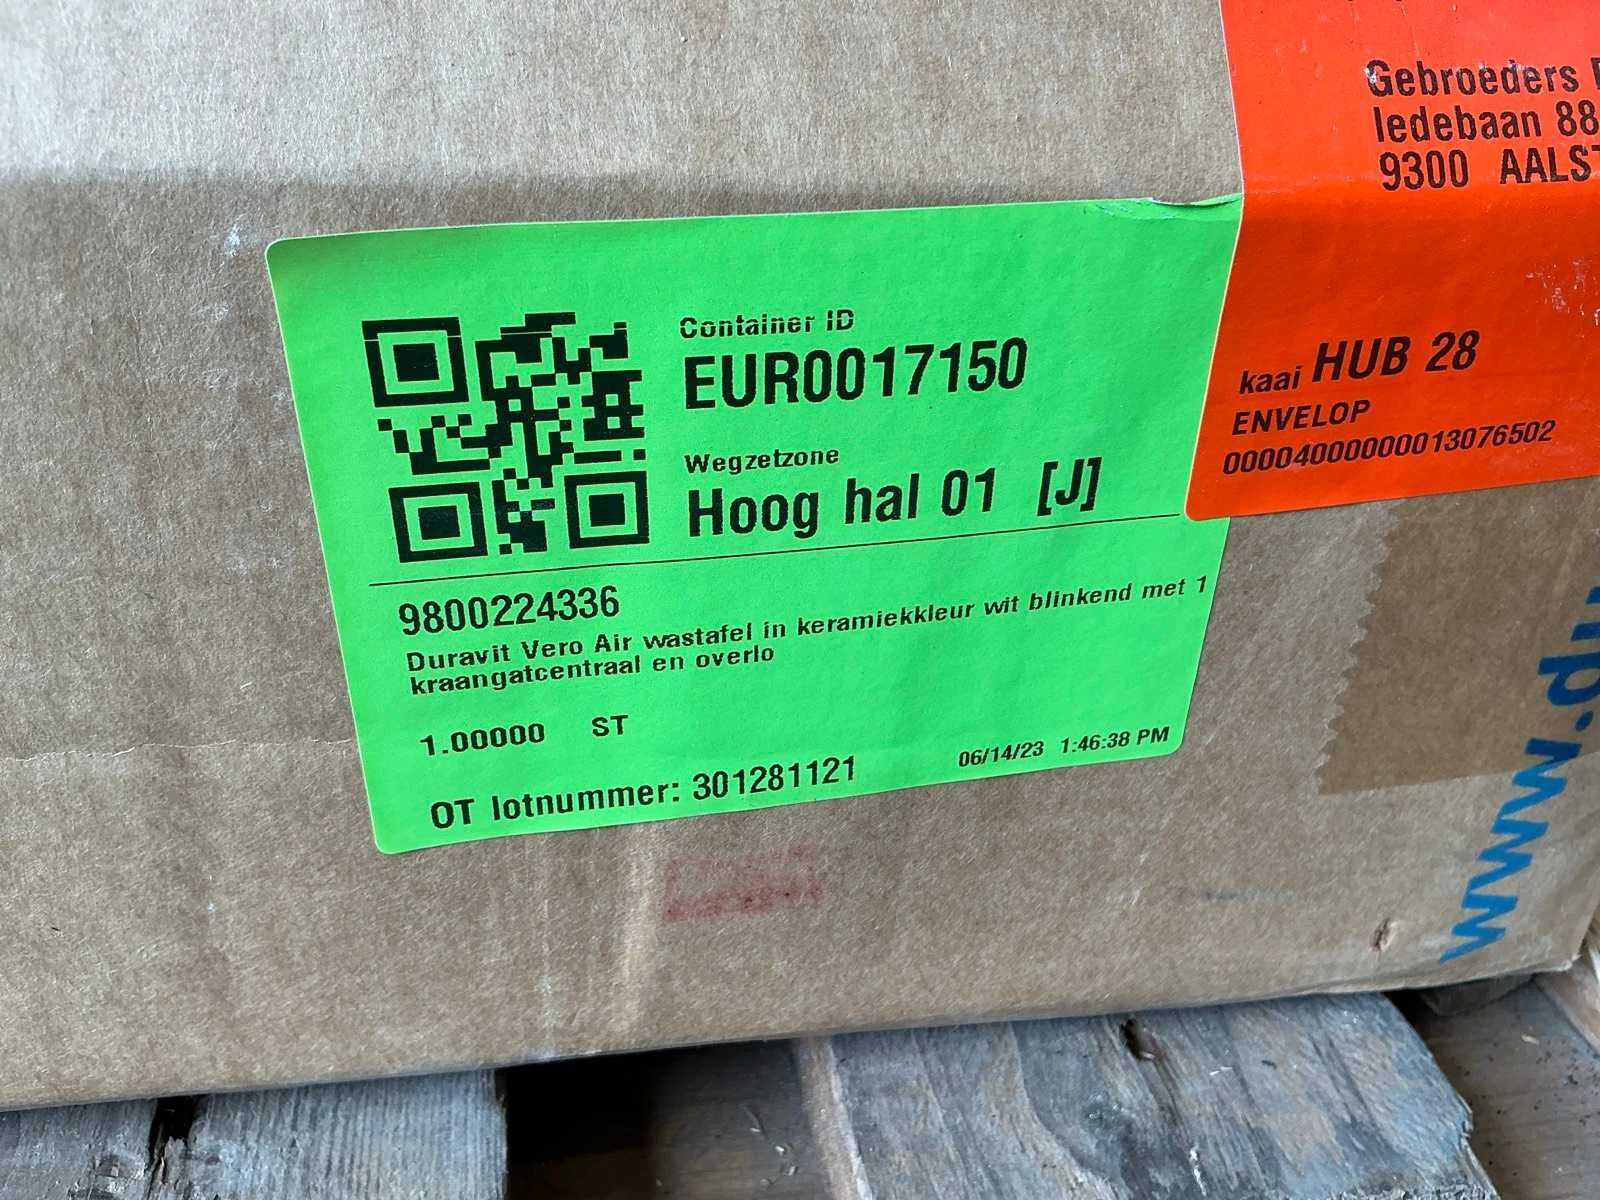 Gebroeders
ledebaan 88
9300 AALST
kaai HUB 28
ENVELOP
00004000000013076502
Container ID
EUR0017150
Wegzetzone
Hoog hal 01 [J]
9800224336
Duravit Vero Air wastafel in keramiekkleur wit blinkend met 1
kraangatcentraal en overlo
1.00000 ST
06/14/23 1:46:38 PM
OT lotnummer: 301281121
www.du